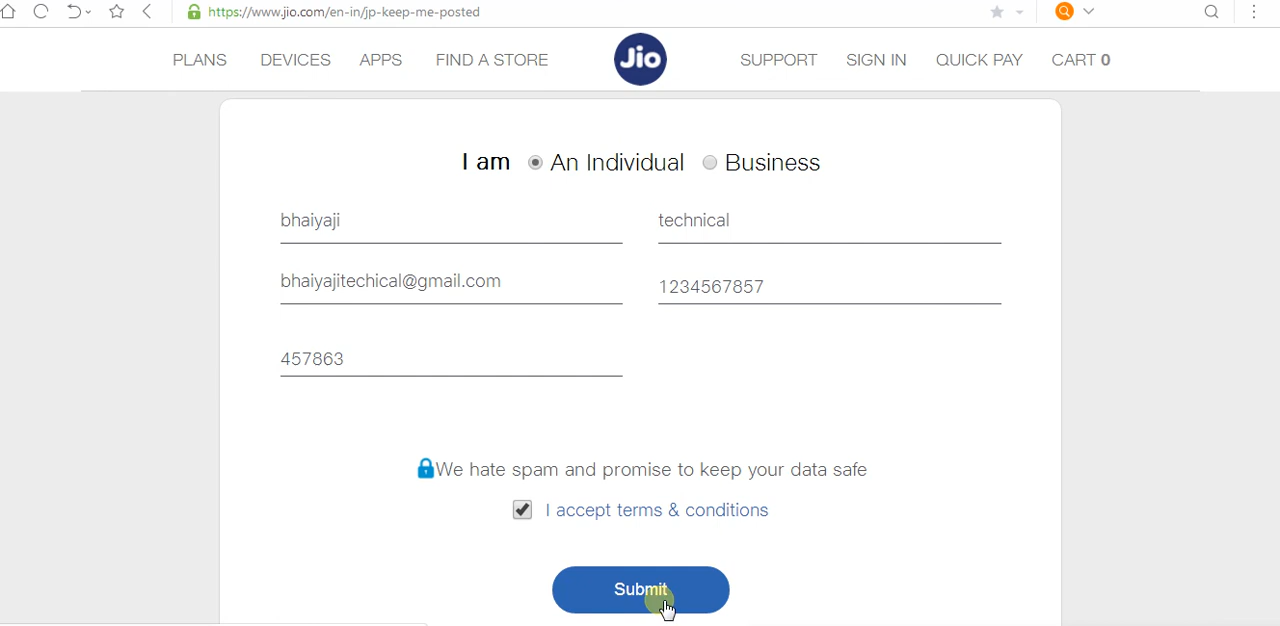 https://www.jio.com/en-in/jp-keep-me-posted
PLANS DEVICES APPS FIND A STORE Jio SUPPORT SIGN IN QUICK PAY CART 0
I am An Individual Business
bhaiyaji technical
bhaiyajitechical@gmail.com 1234567857
457863
We hate spam and promise to keep your data safe
I accept terms & conditions
Submit